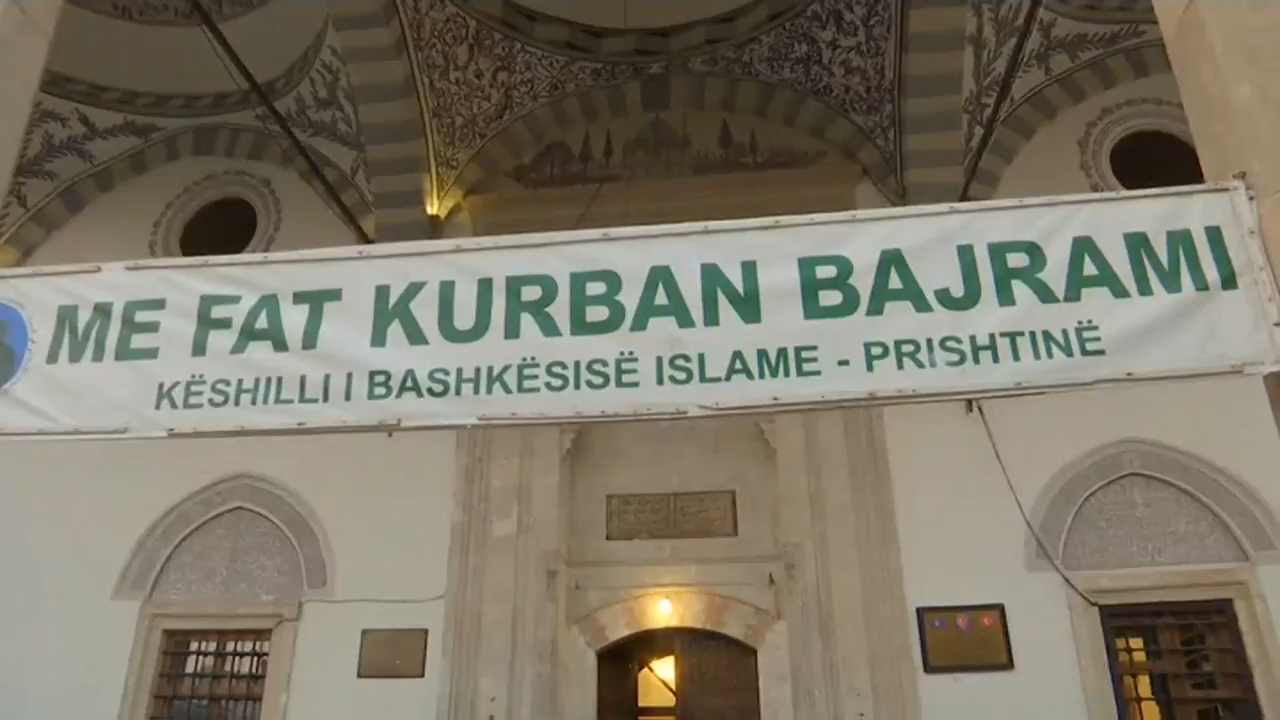 ME FAT KURBAN BAJRAMI
KËSHILLI I BASHKËSISË ISLAME - PRISHTINË